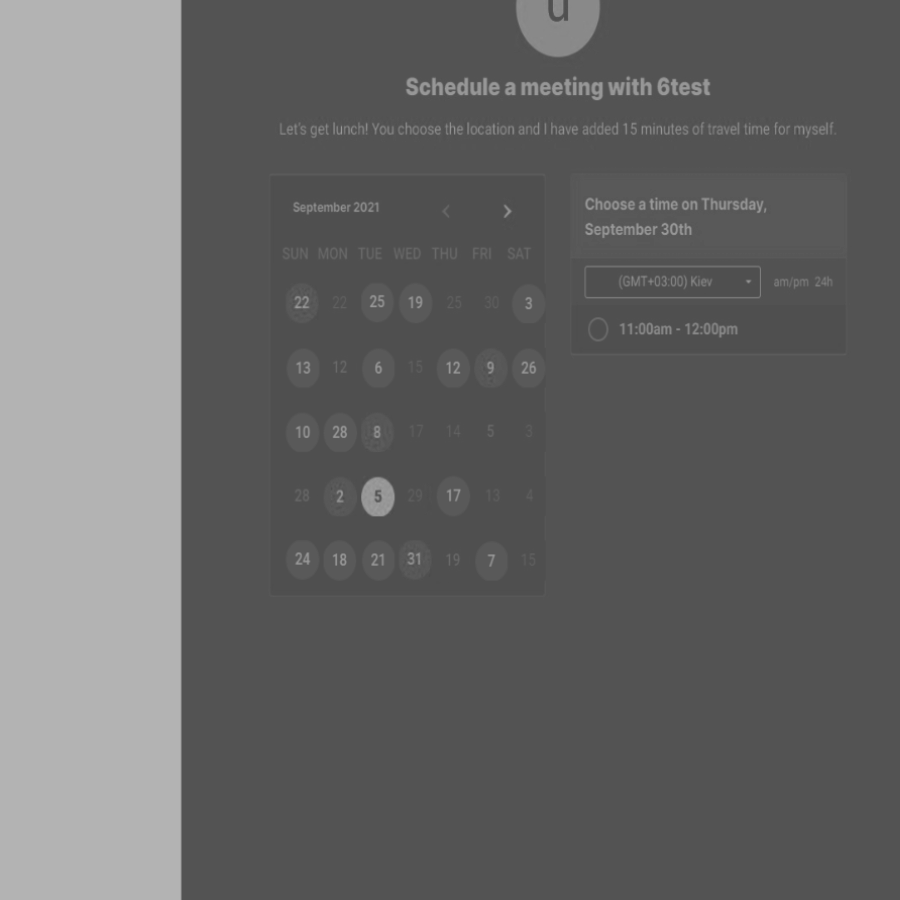 u
Schedule a meeting with 6test
Let's get lunch! You choose the location and I have added 15 minutes of travel time for myself.
September 2021
SUN MON TUE WED THU FRI SAT
22 22 25 19 25 30 3
13 12 6 15 12 9 26
10 28 8 17 14 5 3
28 2 5 29 17 13 4
24 18 21 31 19 7 15
Choose a time on Thursday,
September 30th
(GMT+03:00) Kiev am/pm 24h
11:00am - 12:00pm